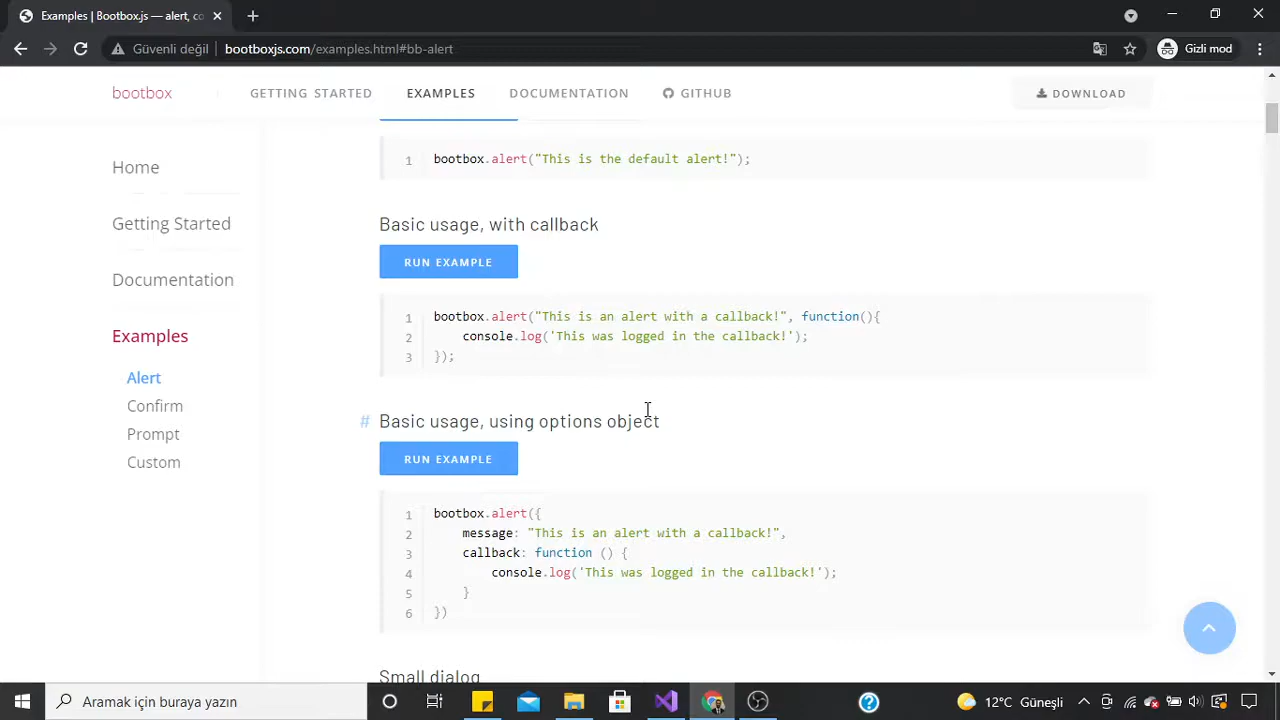 Examples | Bootbox.js — alert, co
Güvenli değil
bootboxjs.com/examples.html#bb-alert
Gizli mod
bootbox
GETTING STARTED
EXAMPLES
DOCUMENTATION
GITHUB
DOWNLOAD
Home
Getting Started
Documentation
Examples
Alert
Confirm
Prompt
Custom
1 bootbox.alert("This is the default alert!");
Basic usage, with callback
RUN EXAMPLE
1 bootbox.alert("This is an alert with a callback!", function(){
2 console.log('This was logged in the callback!');
3 });
# Basic usage, using options object
RUN EXAMPLE
1 bootbox.alert({
2 message: "This is an alert with a callback!",
3 callback: function () {
4 console.log('This was logged in the callback!');
5 }
6 })
Small dialog
Aramak için buraya yazın
12°C Güneşli